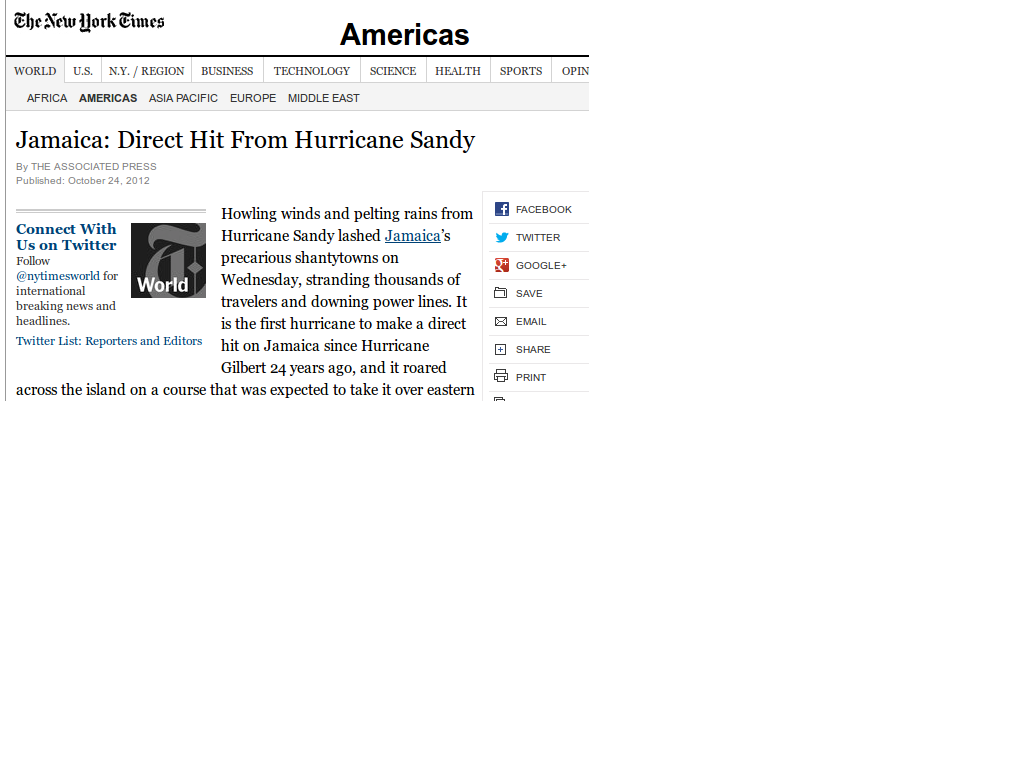 The New York Times
Americas
WORLD U.S. N.Y. / REGION BUSINESS TECHNOLOGY SCIENCE HEALTH SPORTS OPIN
AFRICA AMERICAS ASIA PACIFIC EUROPE MIDDLE EAST
Jamaica: Direct Hit From Hurricane Sandy
By THE ASSOCIATED PRESS
Published: October 24, 2012
Connect With
Us on Twitter
Follow
@nytimesworld for
international
breaking news and
headlines.
Twitter List: Reporters and Editors
T World
Howling winds and pelting rains from
Hurricane Sandy lashed Jamaica’s
precarious shantytowns on
Wednesday, stranding thousands of
travelers and downing power lines. It
is the first hurricane to make a direct
hit on Jamaica since Hurricane
Gilbert 24 years ago, and it roared
across the island on a course that was expected to take it over eastern
FACEBOOK
TWITTER
GOOGLE+
SAVE
EMAIL
SHARE
PRINT